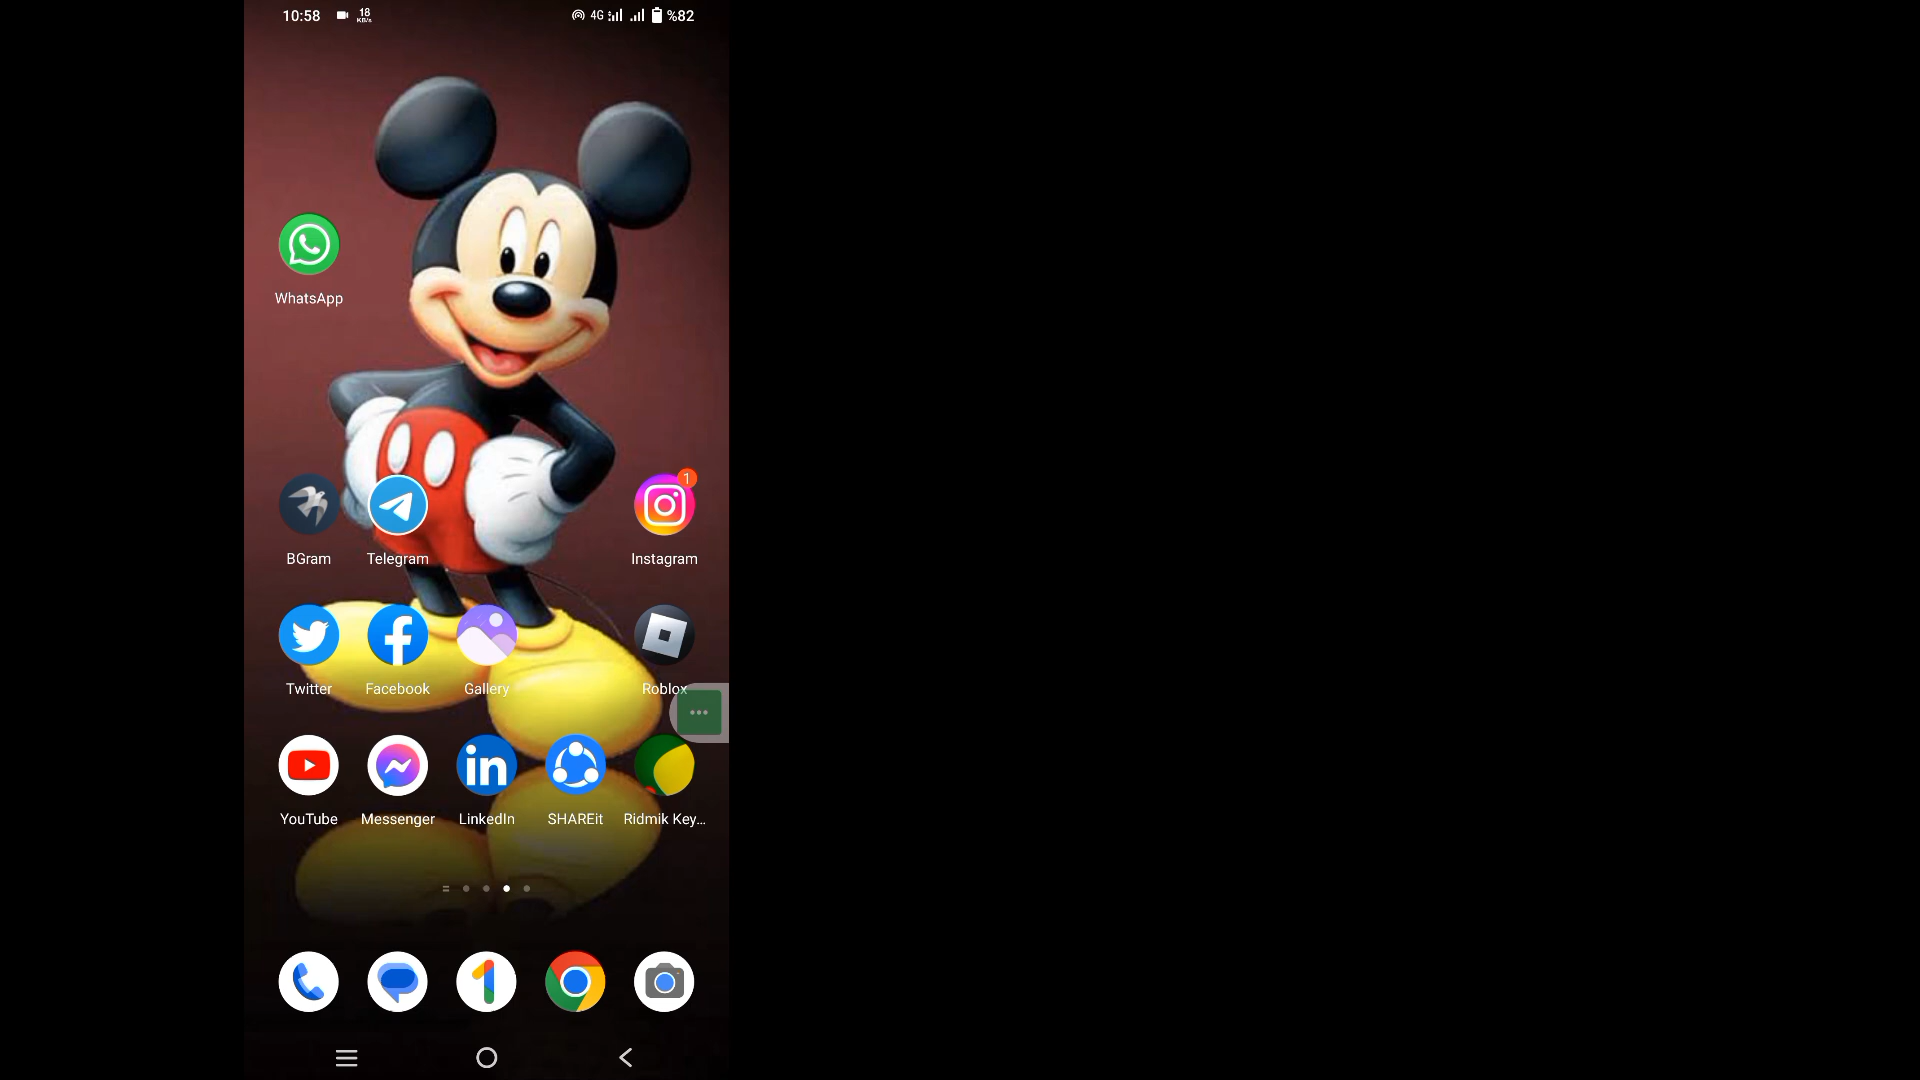 10:58 18 KB/s 4G %82
WhatsApp
1
BGram Telegram Instagram
Twitter Facebook Gallery Roblox
YouTube Messenger LinkedIn SHAREit Ridmik Key...